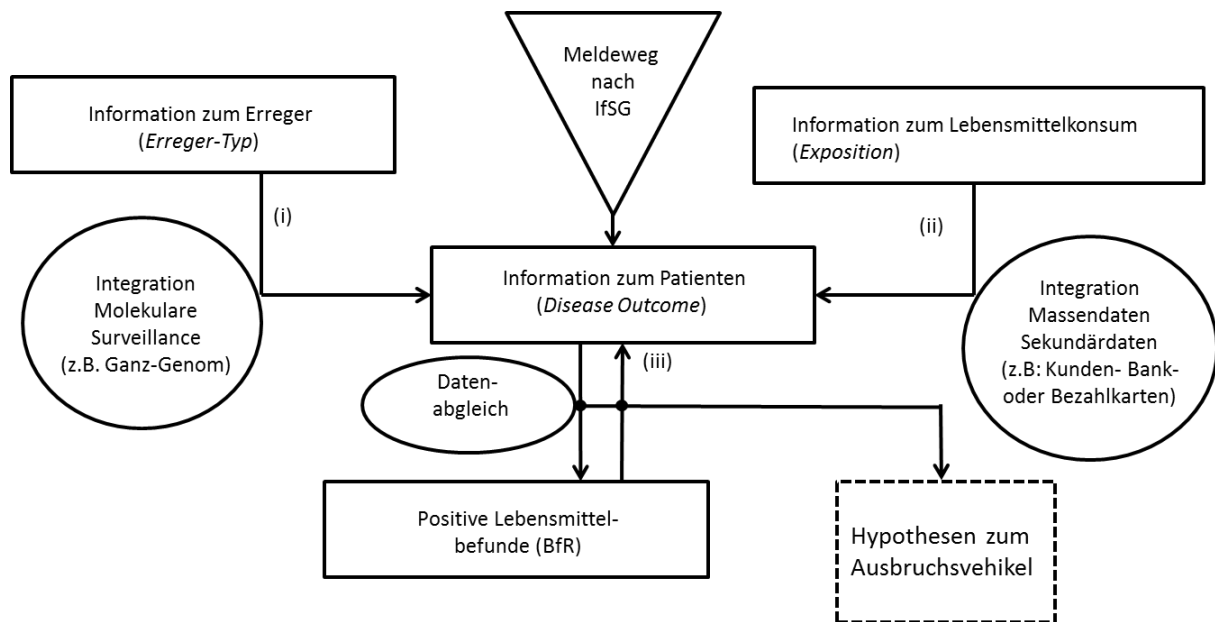 Meldeweg
nach
IfSG
Information zum Erreger
(Erreger-Typ)
Information zum Lebensmittelkonsum
(Exposition)
(i)
(ii)
Integration
Molekulare
Surveillance
(z.B. Ganz-Genom)
Information zum Patienten
(Disease Outcome)
Integration
Massendaten
Sekundärdaten
(z.B: Kunden- Bank-
oder Bezahlkarten)
(iii)
Daten-
abgleich
Positive Lebensmittel-
befunde (BfR)
Hypothesen zum
Ausbruchsvehikel